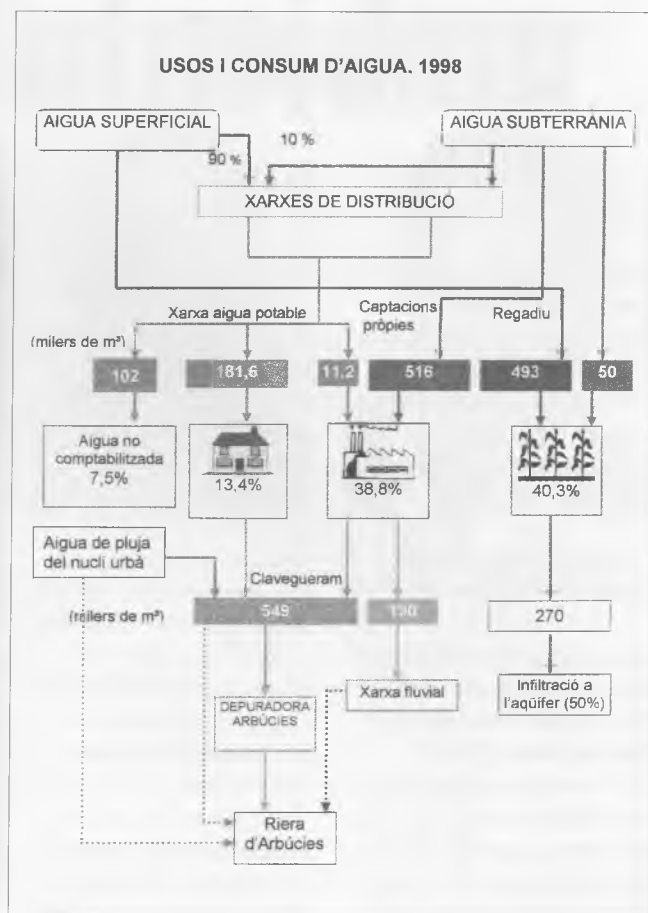 USOS I CONSUM D'AIGUA. 1998
AIGUA SUPERFICIAL
AIGUA SUBTERRANIA
10 %
90 %
XARXES DE DISTRIBUCIÓ
Xarxa aigua potable
Captacions
pròpies
Regadiu
(milers de m³)
102
181,6
11,2
516
493
50
Aigua no
comptabilitzada
7,5%
13,4%
38,8%
40,3%
Aigua de pluja
del nucli urbà
Clavegueram
(milers de m³)
549
270
DEPURADORA
ARBÚCIES
Xarxa fluvial
Infiltració a
l'aqüífer (50%)
Riera
d'Arbúcies